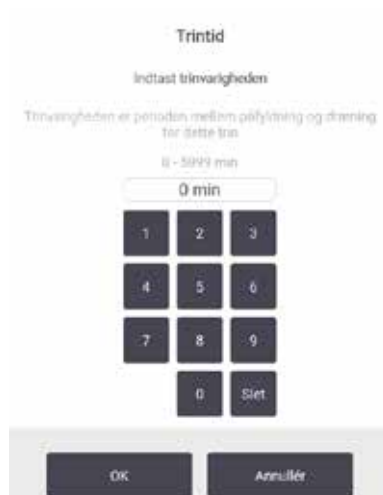 Trintid
Indtast trinvarigheden
Trinvarigheden er perioden mellem påfyldning og dræning
for dette trin
0 - 5999 min
0 min
1 2 3
4 5 6
7 8 9
0 Slet
OK Annullér